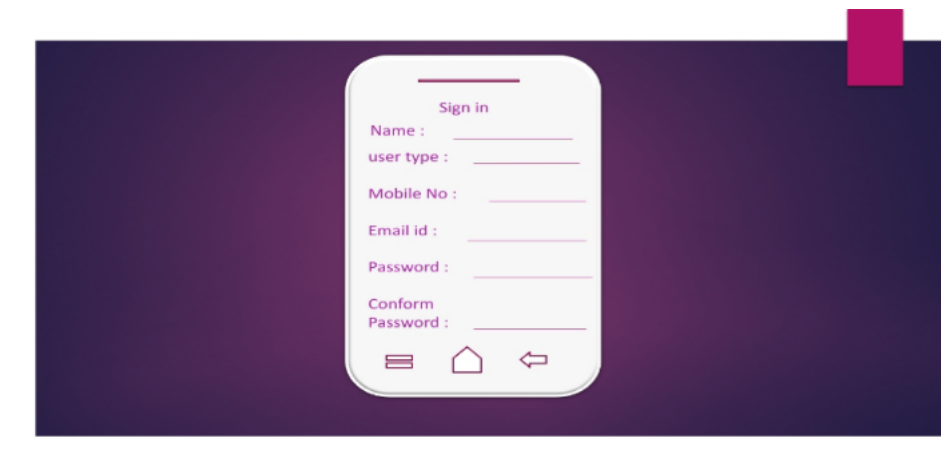 Sign in
Name :
user type :
Mobile No :
Email id :
Password :
Conform
Password :